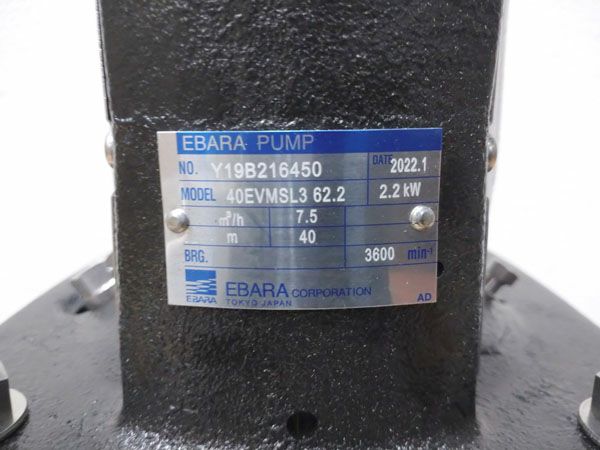 EBARA PUMP
NO. Y19B216450 DATE 2022.1
MODEL 40EVMSL3 62.2 2.2 kW
m³/h 7.5
m 40
BRG. 3600 min⁻¹
EBARA EBARA CORPORATION
TOKYO JAPAN AD